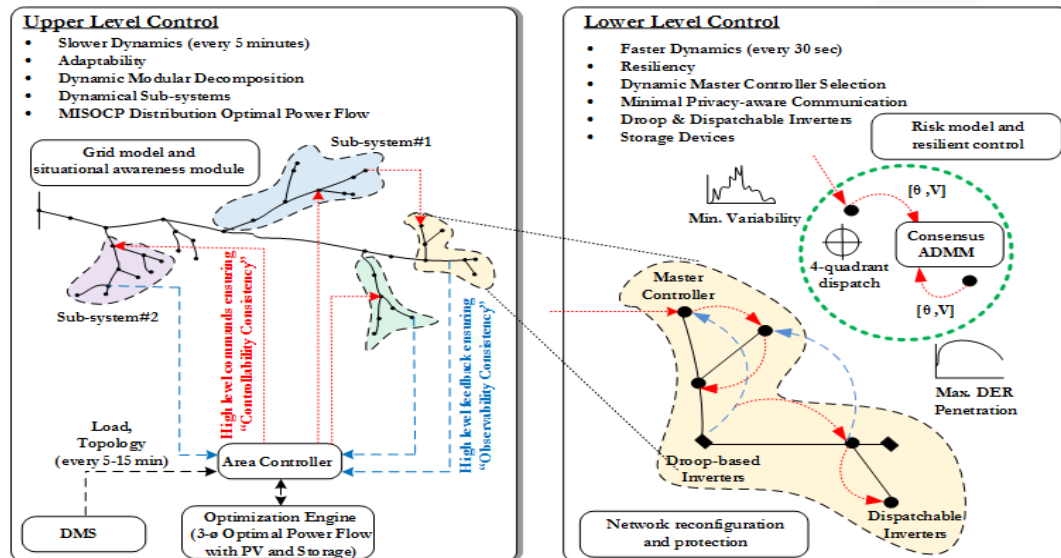 Upper Level Control
• Slower Dynamics (every 5 minutes)
• Adaptability
• Dynamic Modular Decomposition
• Dynamical Sub-systems
• MISOCP Distribution Optimal Power Flow
Grid model and
situational awareness module
Sub-system#1
Sub-system#2
High level commands ensuring
“Controllability Consistency”
High level feedback ensuring
“Observability Consistency”
Load,
Topology
(every 5-15 min)
Area Controller
DMS
Optimization Engine
(3-ø Optimal Power Flow
with PV and Storage)
Lower Level Control
• Faster Dynamics (every 30 sec)
• Resiliency
• Dynamic Master Controller Selection
• Minimal Privacy-aware Communication
• Droop & Dispatchable Inverters
• Storage Devices
Risk model and
resilient control
Min. Variability
[θ ,V]
Consensus
ADMM
4-quadrant
dispatch
[θ ,V]
Master
Controller
Max. DER
Penetration
Droop-based
Inverters
Dispatchable
Inverters
Network reconfiguration
and protection